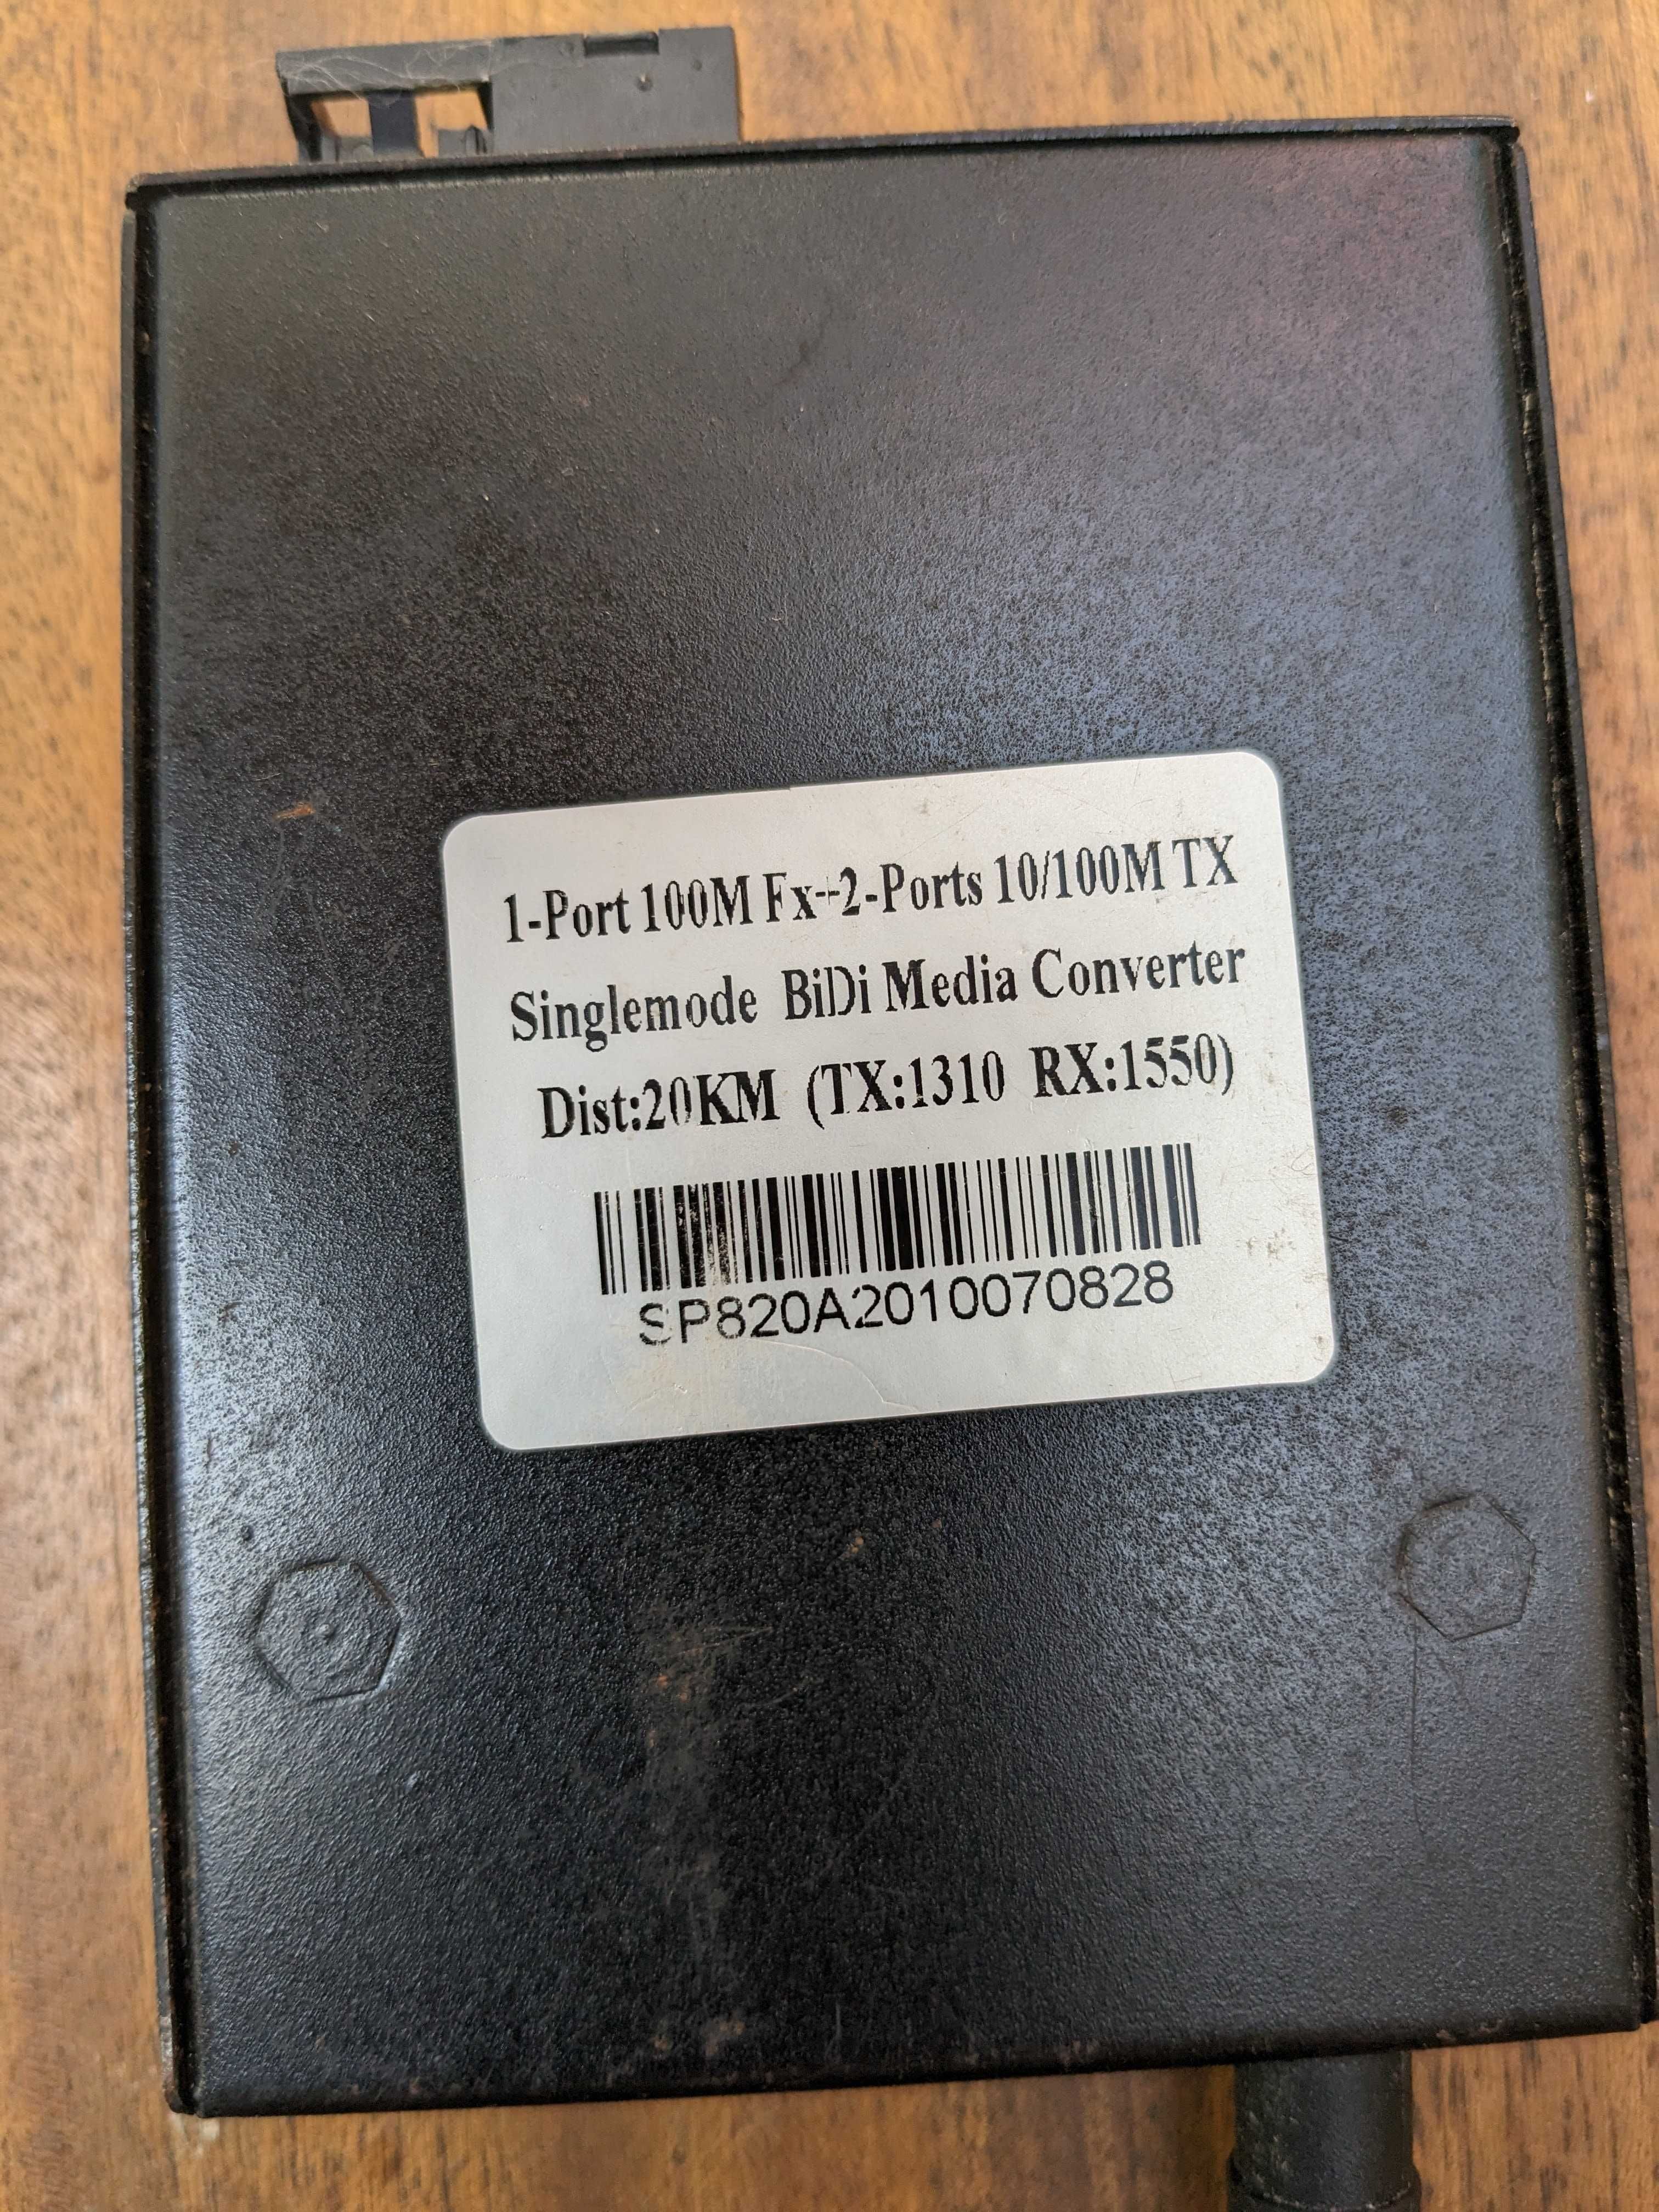 1-Port 100M Fx+2-Ports 10/100M TX
Singlemode BiDi Media Converter
Dist:20KM (TX:1310 RX:1550)
SP820A2010070828